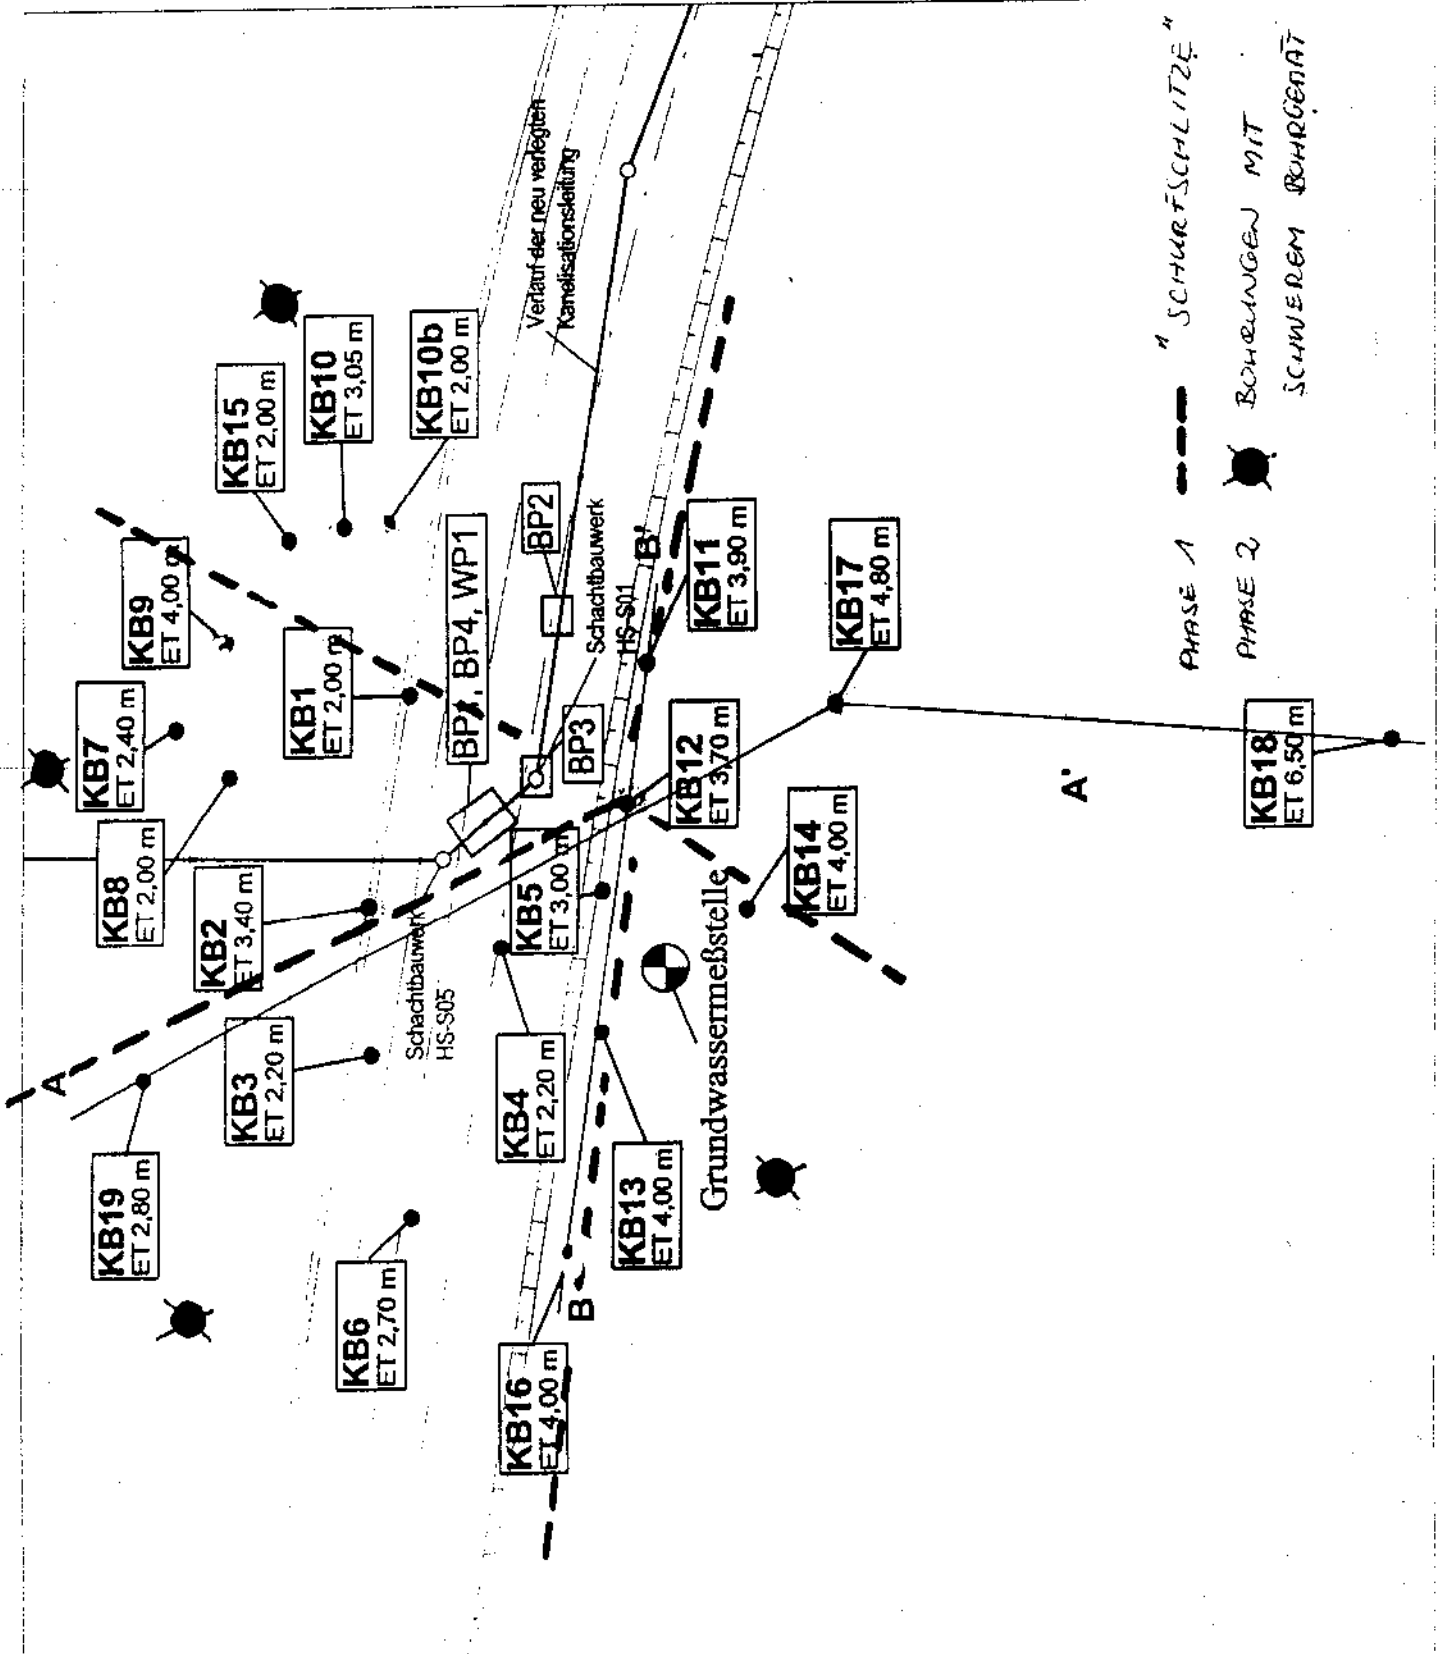 KB19
ET 2,80 m
KB6
ET 2,70 m
KB16
ET 4,00 m
KB3
ET 2,20 m
KB2
ET 3,40 m
KB8
ET 2,00 m
KB7
ET 2,40 m
KB9
ET 4,00 m
KB1
ET 2,00 m
KB15
ET 2,00 m
KB10
ET 3,05 m
KB10b
ET 2,00 m
BP1, BP4, WP1
BP2
BP3
Verlauf der neu verlegten
Kanalisationsleitung
Schachtbauwerk
HS-S01
Schachtbauwerk
HS-S05
KB4
ET 2,20 m
KB5
ET 3,00 m
KB13
ET 4,00 m
KB12
ET 3,70 m
KB11
ET 3,90 m
KB14
ET 4,00 m
KB17
ET 4,80 m
KB18
ET 6,50 m
Grundwassermeßstelle
A
A'
B
B'
PHASE 1 "SCHURFSCHLITZE"
PHASE 2 BOHRUNGEN MIT
SCHWEREM BOHRGERÄT